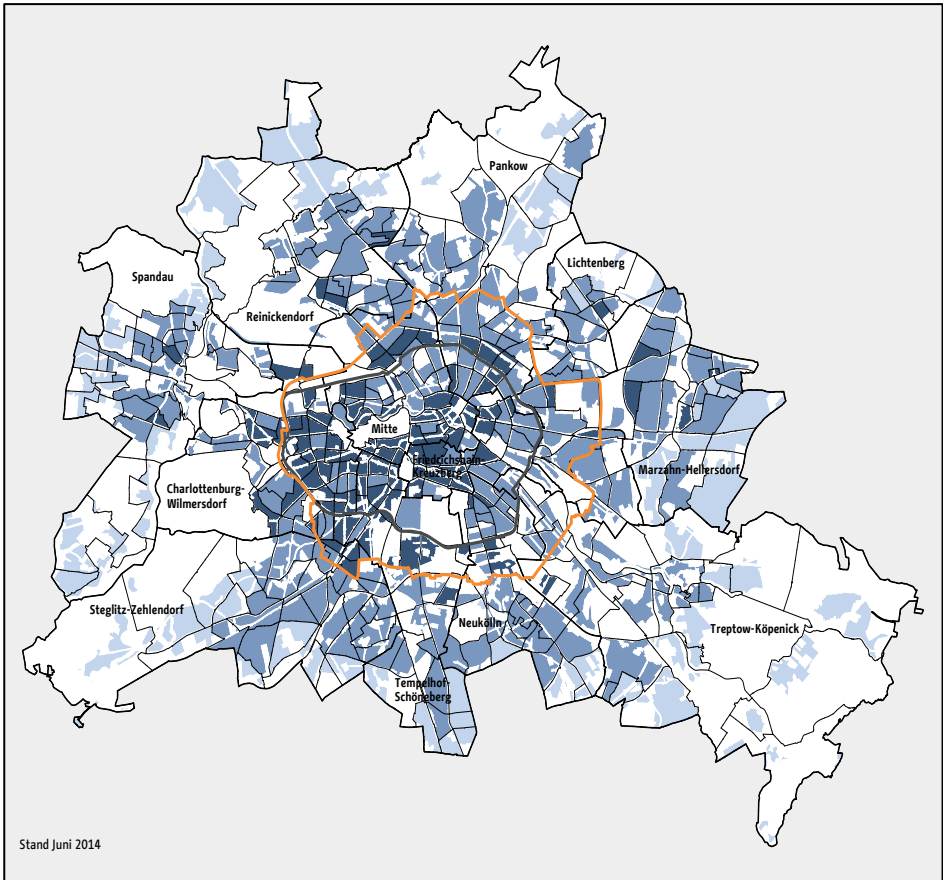 Pankow
Lichtenberg
Spandau
Reinickendorf
Mitte
Friedrichshain-
Kreuzberg
Marzahn-Hellersdorf
Charlottenburg-
Wilmersdorf
Steglitz-Zehlendorf
Neukölln
Treptow-Köpenick
Tempelhof-
Schöneberg
Stand Juni 2014